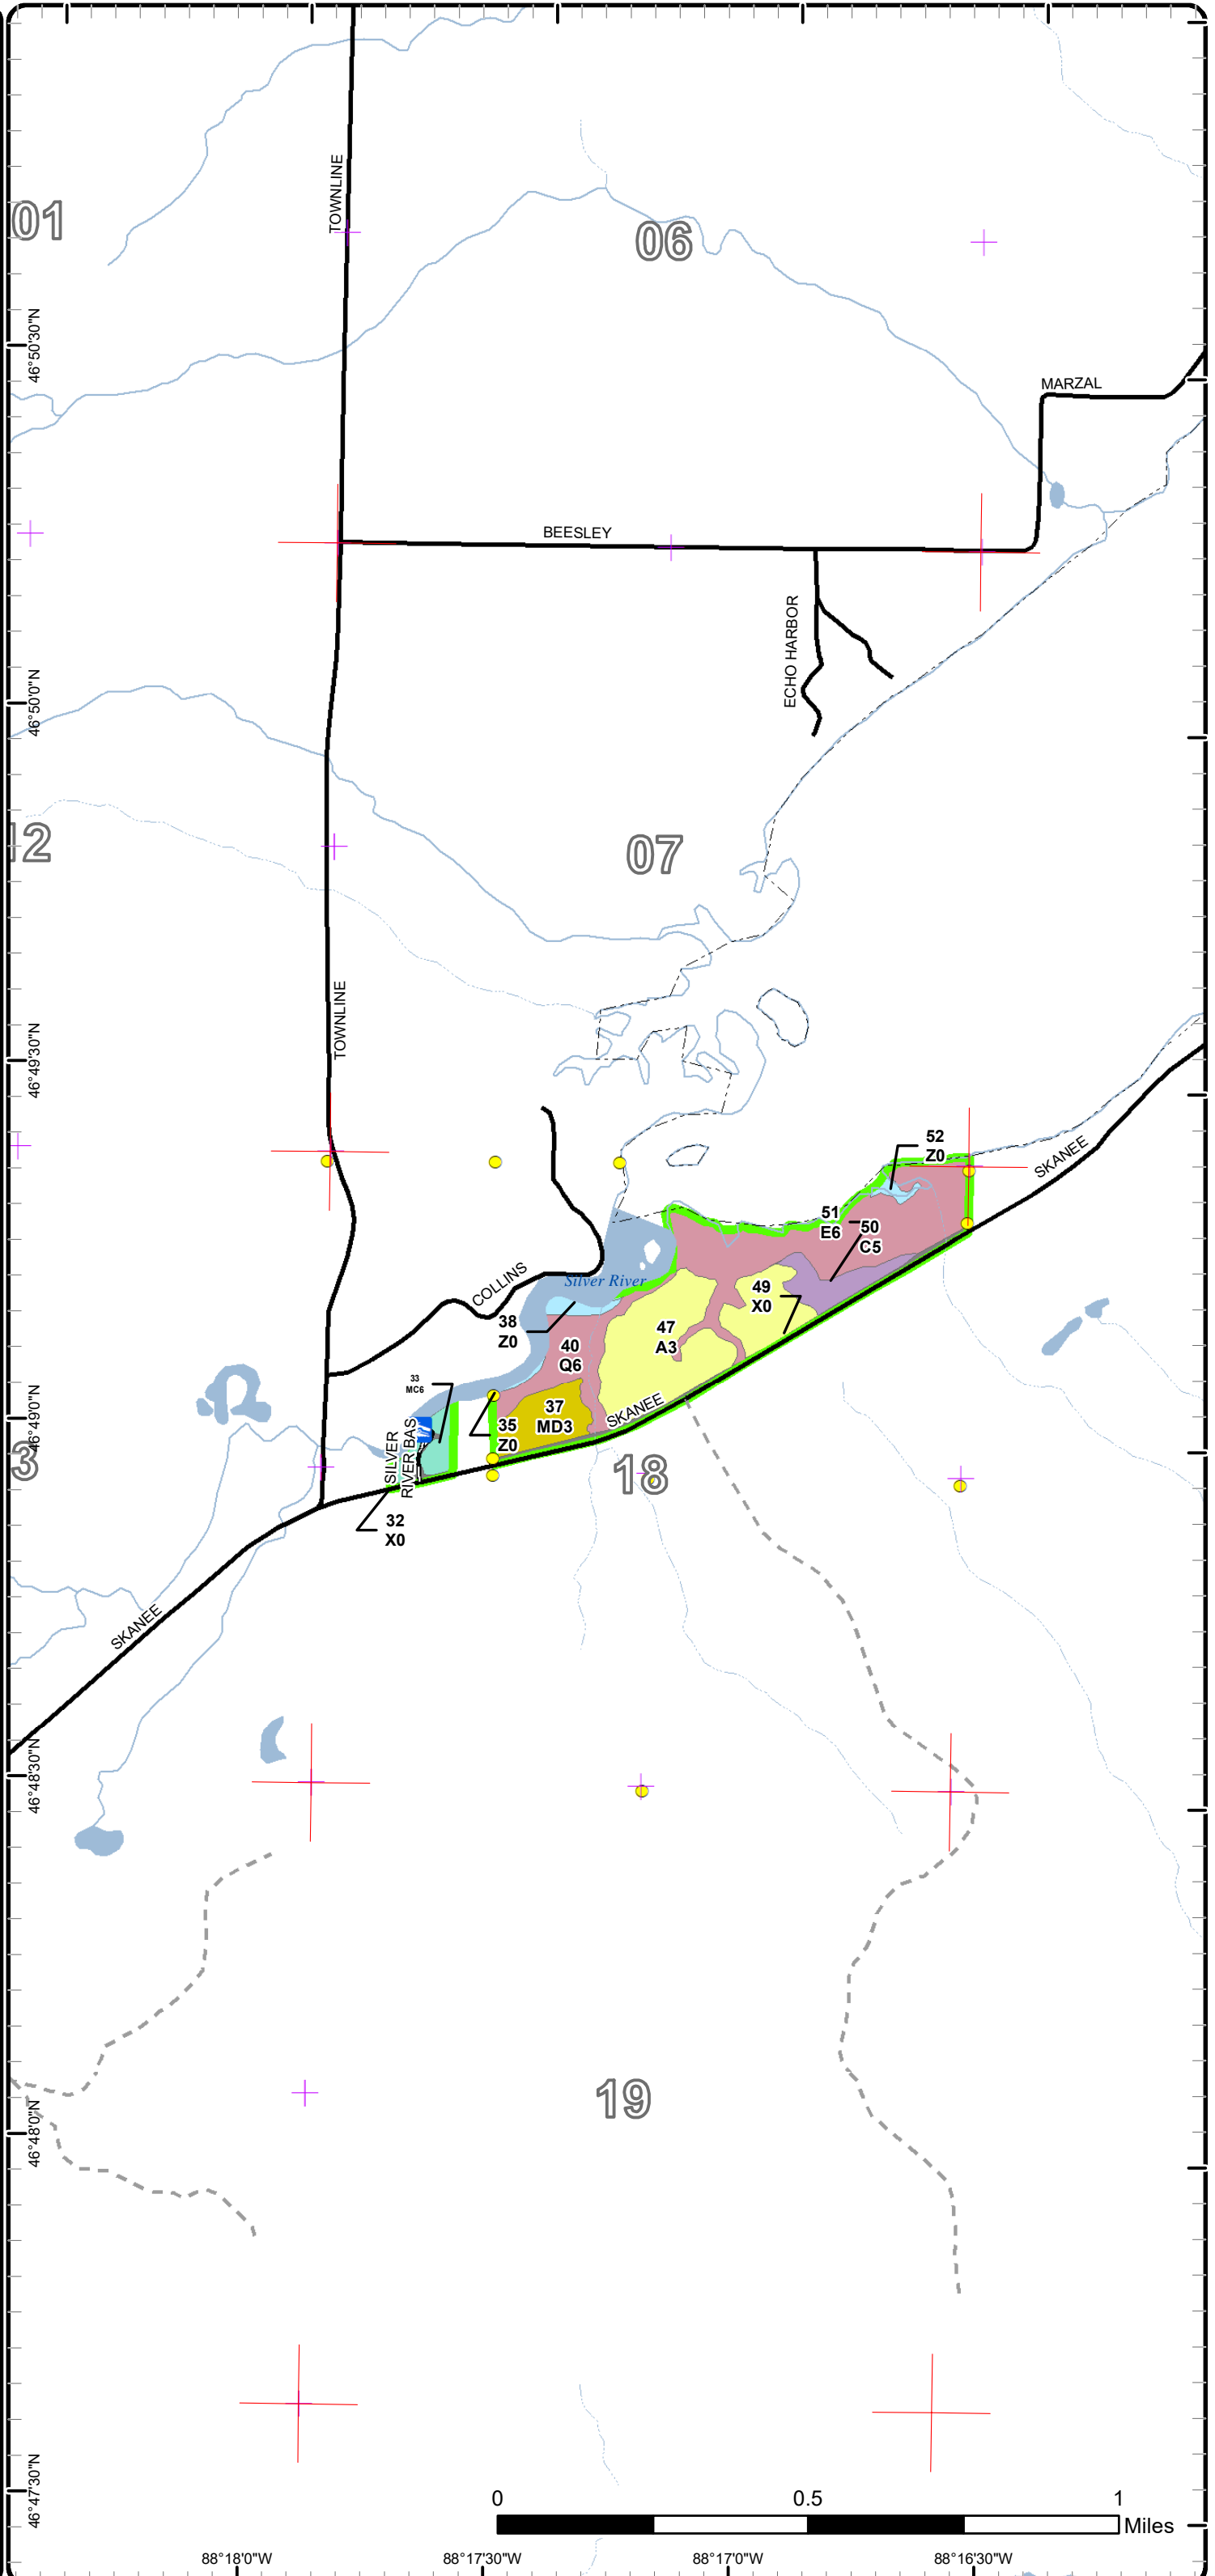 TOWNLINE
01
06
46°50'30"N
MARZAL
BEESLEY
ECHO HARBOR
46°50'0"N
12
07
TOWNLINE
46°49'30"N
52
Z0
SKANEE
51
E6
50
C5
COLLINS
Silver River
49
X0
38
Z0
47
A3
40
Q6
33
MC6
37
MD3
SKANEE
35
Z0
46°49'0"N
SILVER
RIVER BAS
3
18
32
X0
SKANEE
46°48'30"N
19
46°48'0"N
46°47'30"N
0
0.5
1
Miles
88°18'0"W
88°17'30"W
88°17'0"W
88°16'30"W